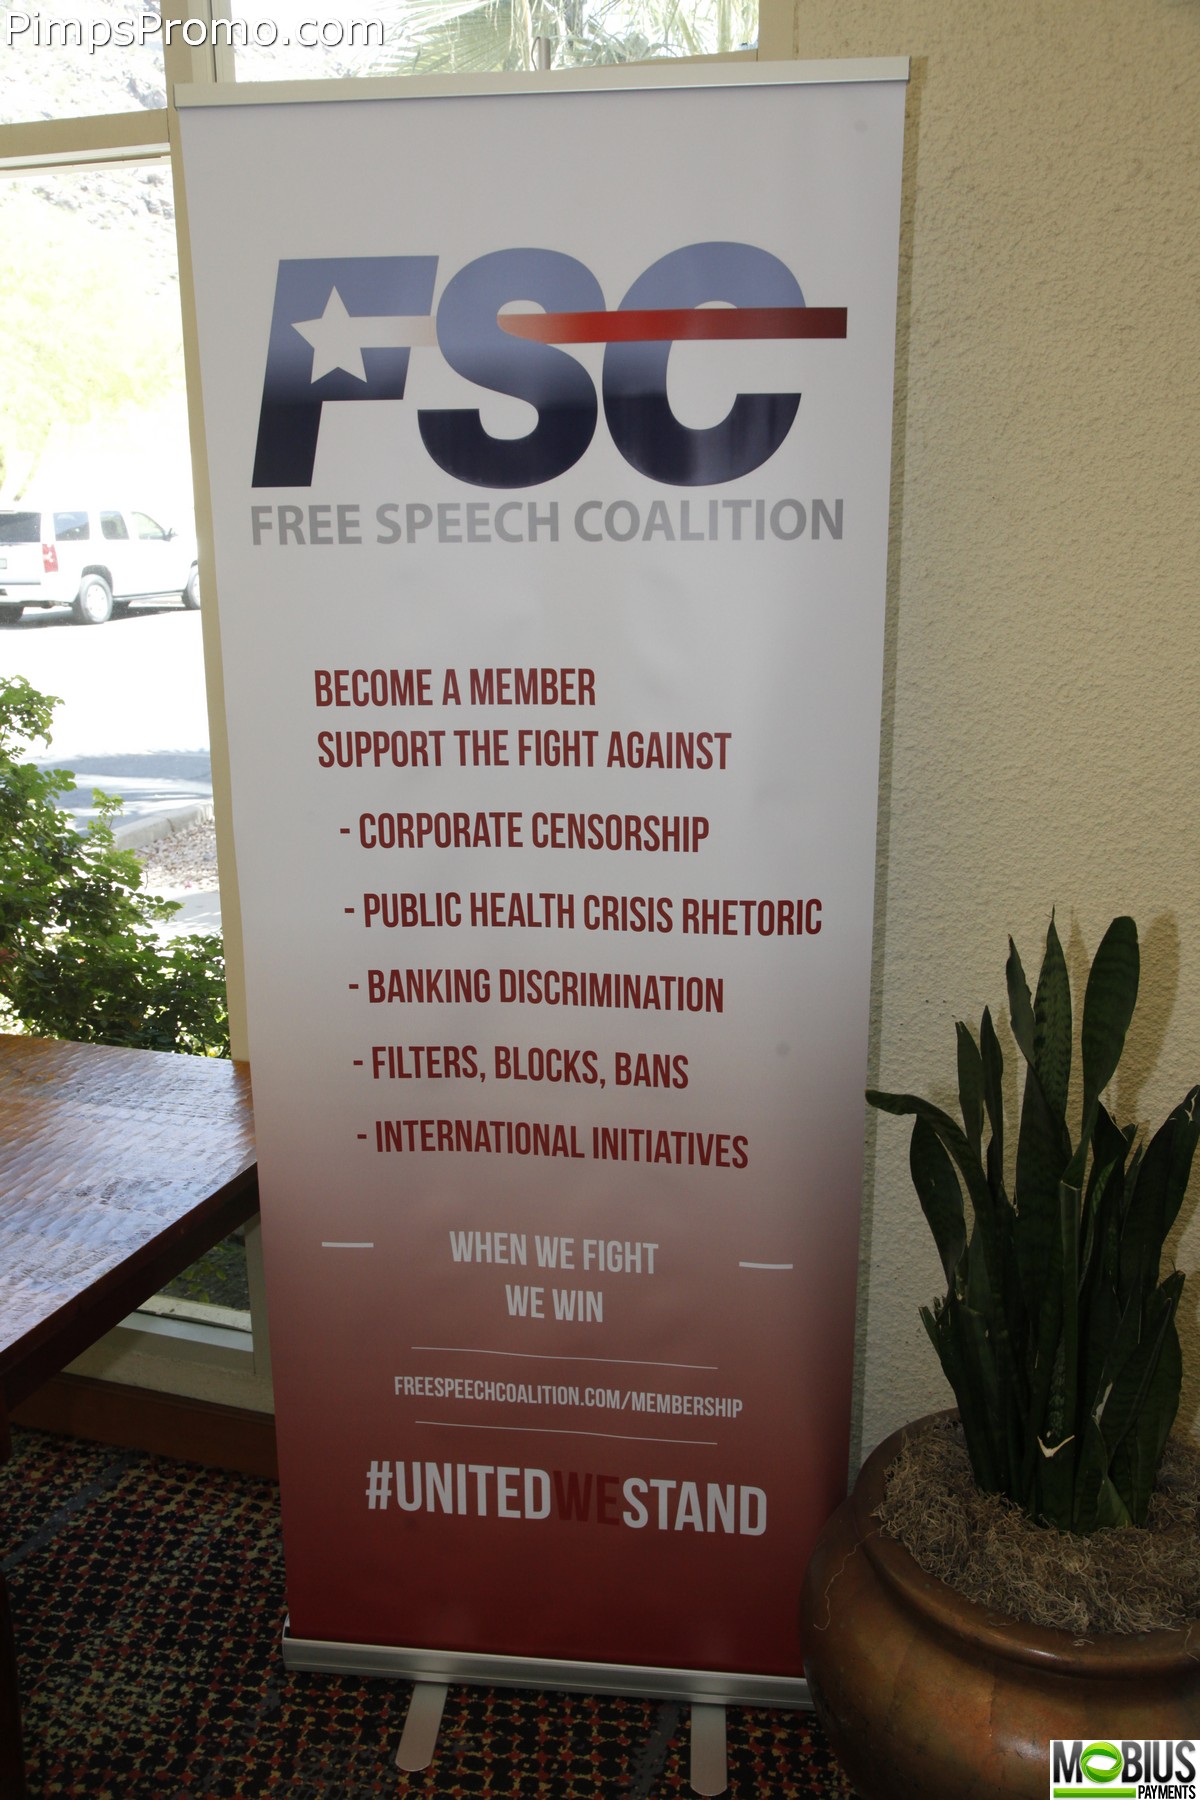 PimpsPromo.com
FSC
FREE SPEECH COALITION
BECOME A MEMBER
SUPPORT THE FIGHT AGAINST
- CORPORATE CENSORSHIP
- PUBLIC HEALTH CRISIS RHETORIC
- BANKING DISCRIMINATION
- FILTERS, BLOCKS, BANS
- INTERNATIONAL INITIATIVES
WHEN WE FIGHT
WE WIN
FREESPEECHCOALITION.COM/MEMBERSHIP
#UNITEDWESTAND
MOBIUS
PAYMENTS